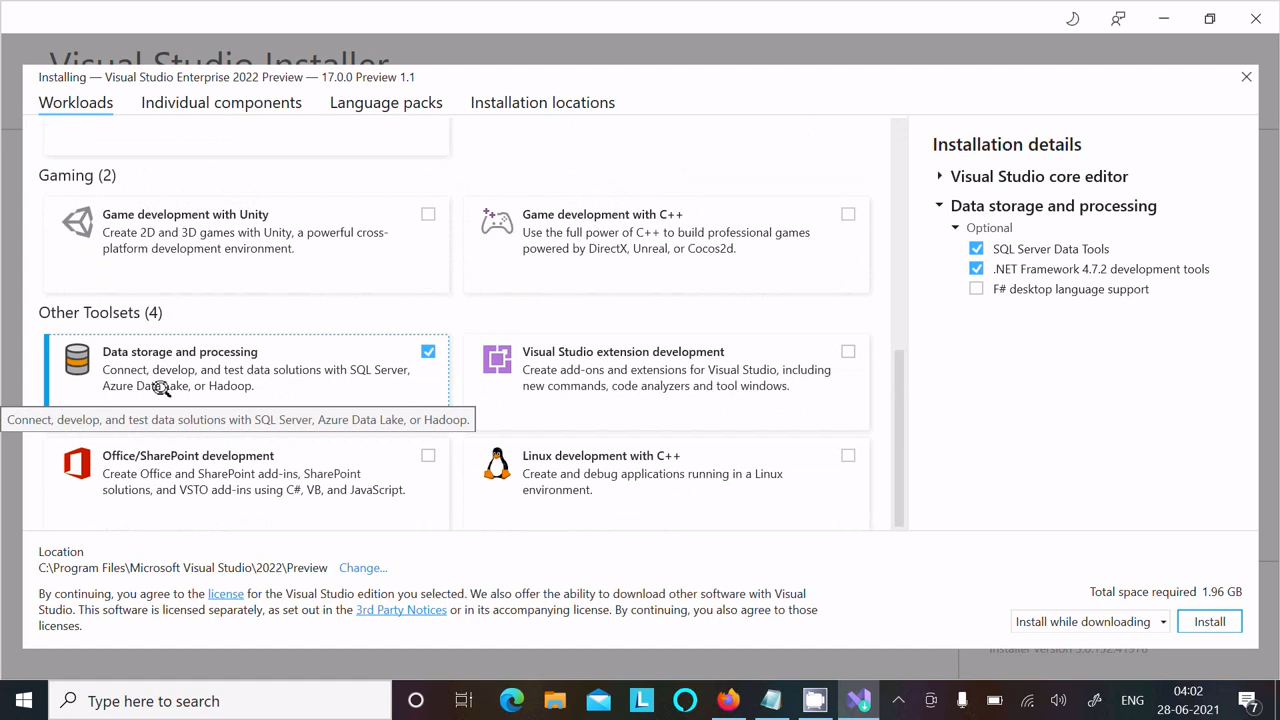 Visual Studio Installer
Installing — Visual Studio Enterprise 2022 Preview — 17.0.0 Preview 1.1
Workloads
Individual components
Language packs
Installation locations
Gaming (2)
Game development with Unity
Create 2D and 3D games with Unity, a powerful cross-
platform development environment.
Game development with C++
Use the full power of C++ to build professional games
powered by DirectX, Unreal, or Cocos2d.
Other Toolsets (4)
Data storage and processing
Connect, develop, and test data solutions with SQL Server,
Azure Data Lake, or Hadoop.
Visual Studio extension development
Create add-ons and extensions for Visual Studio, including
new commands, code analyzers and tool windows.
Connect, develop, and test data solutions with SQL Server, Azure Data Lake, or Hadoop.
Office/SharePoint development
Create Office and SharePoint add-ins, SharePoint
solutions, and VSTO add-ins using C#, VB, and JavaScript.
Linux development with C++
Create and debug applications running in a Linux
environment.
Installation details
Visual Studio core editor
Data storage and processing
Optional
SQL Server Data Tools
.NET Framework 4.7.2 development tools
F# desktop language support
Location
C:\Program Files\Microsoft Visual Studio\2022\Preview
Change...
By continuing, you agree to the license for the Visual Studio edition you selected. We also offer the ability to download other software with Visual
Studio. This software is licensed separately, as set out in the 3rd Party Notices or in its accompanying license. By continuing, you also agree to those
licenses.
Total space required 1.96 GB
Install while downloading
Install
Installer version 3.0.132.41978
Type here to search
L
ENG
04:02
28-06-2021
7